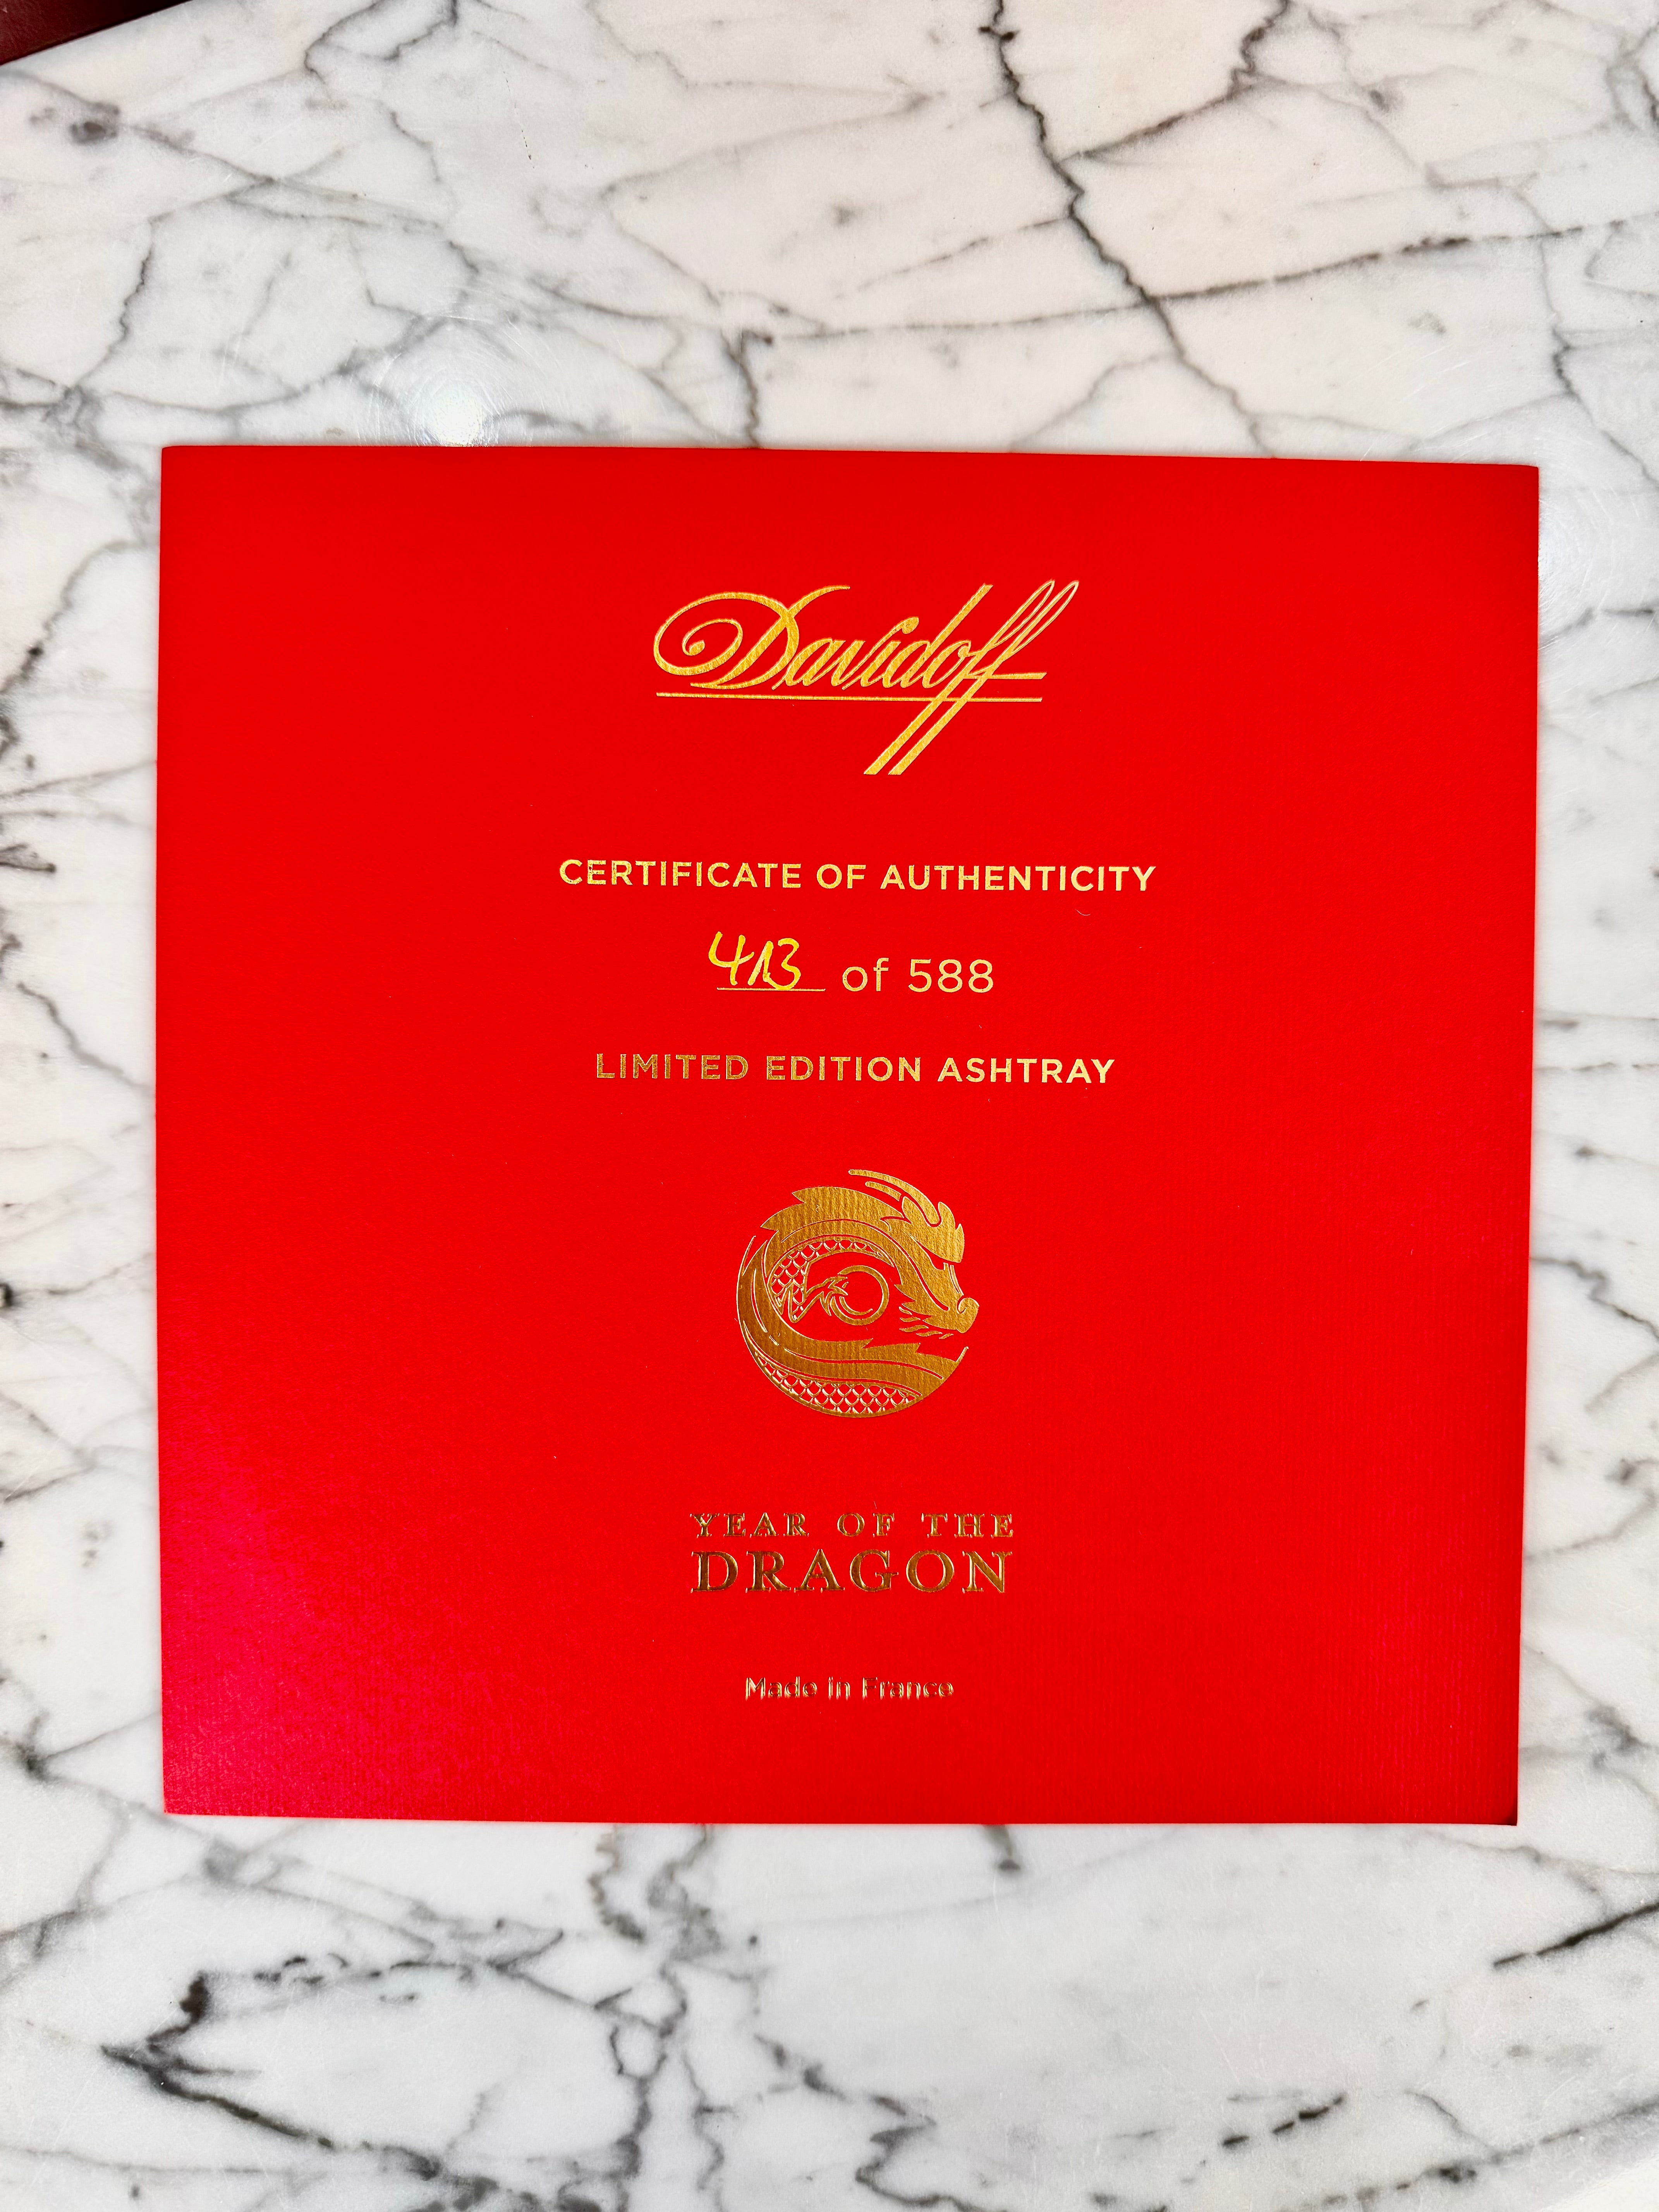 Davidoff
CERTIFICATE OF AUTHENTICITY
413 of 588
LIMITED EDITION ASHTRAY
YEAR OF THE
DRAGON
Made in France